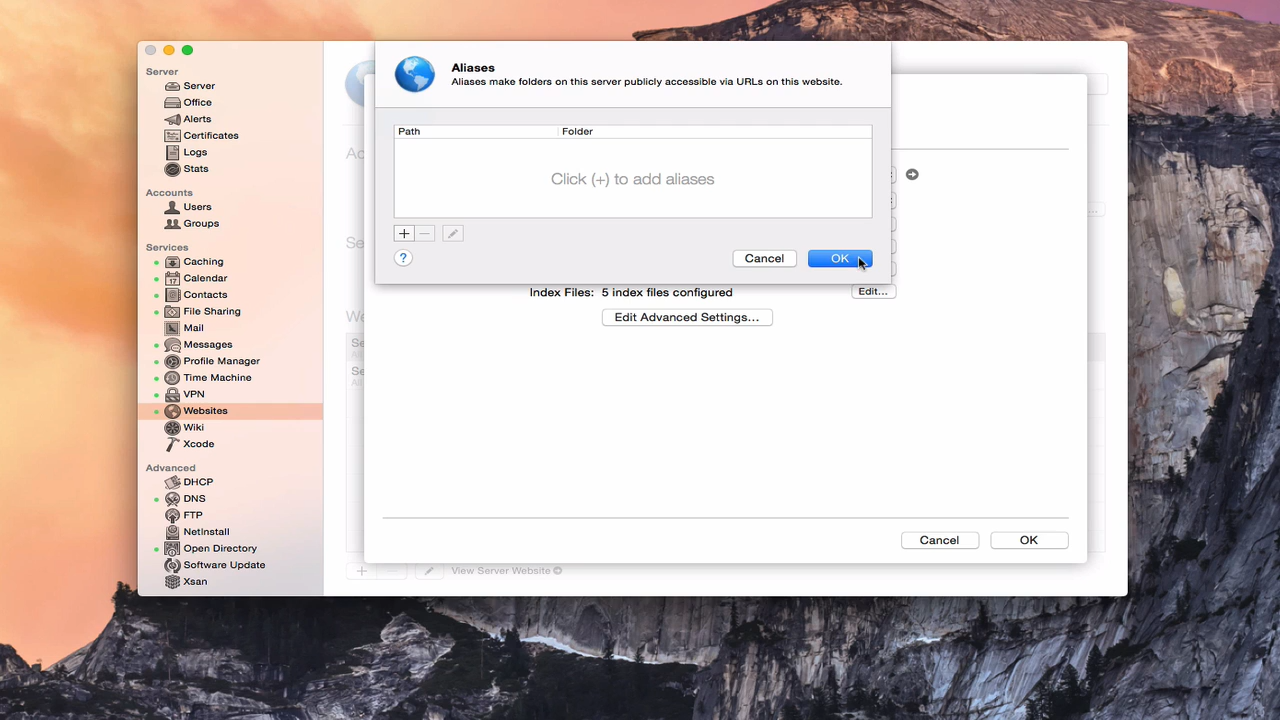 Server
Server
Office
Alerts
Certificates
Logs
Stats
Accounts
Users
Groups
Services
Caching
Calendar
Contacts
File Sharing
Mail
Messages
Profile Manager
Time Machine
VPN
Websites
Wiki
Xcode
Advanced
DHCP
DNS
FTP
NetInstall
Open Directory
Software Update
Xsan
Aliases
Aliases make folders on this server publicly accessible via URLs on this website.
Path Folder
Click (+) to add aliases
? Cancel OK
Index Files: 5 index files configured Edit...
Edit Advanced Settings...
Cancel OK
View Server Website